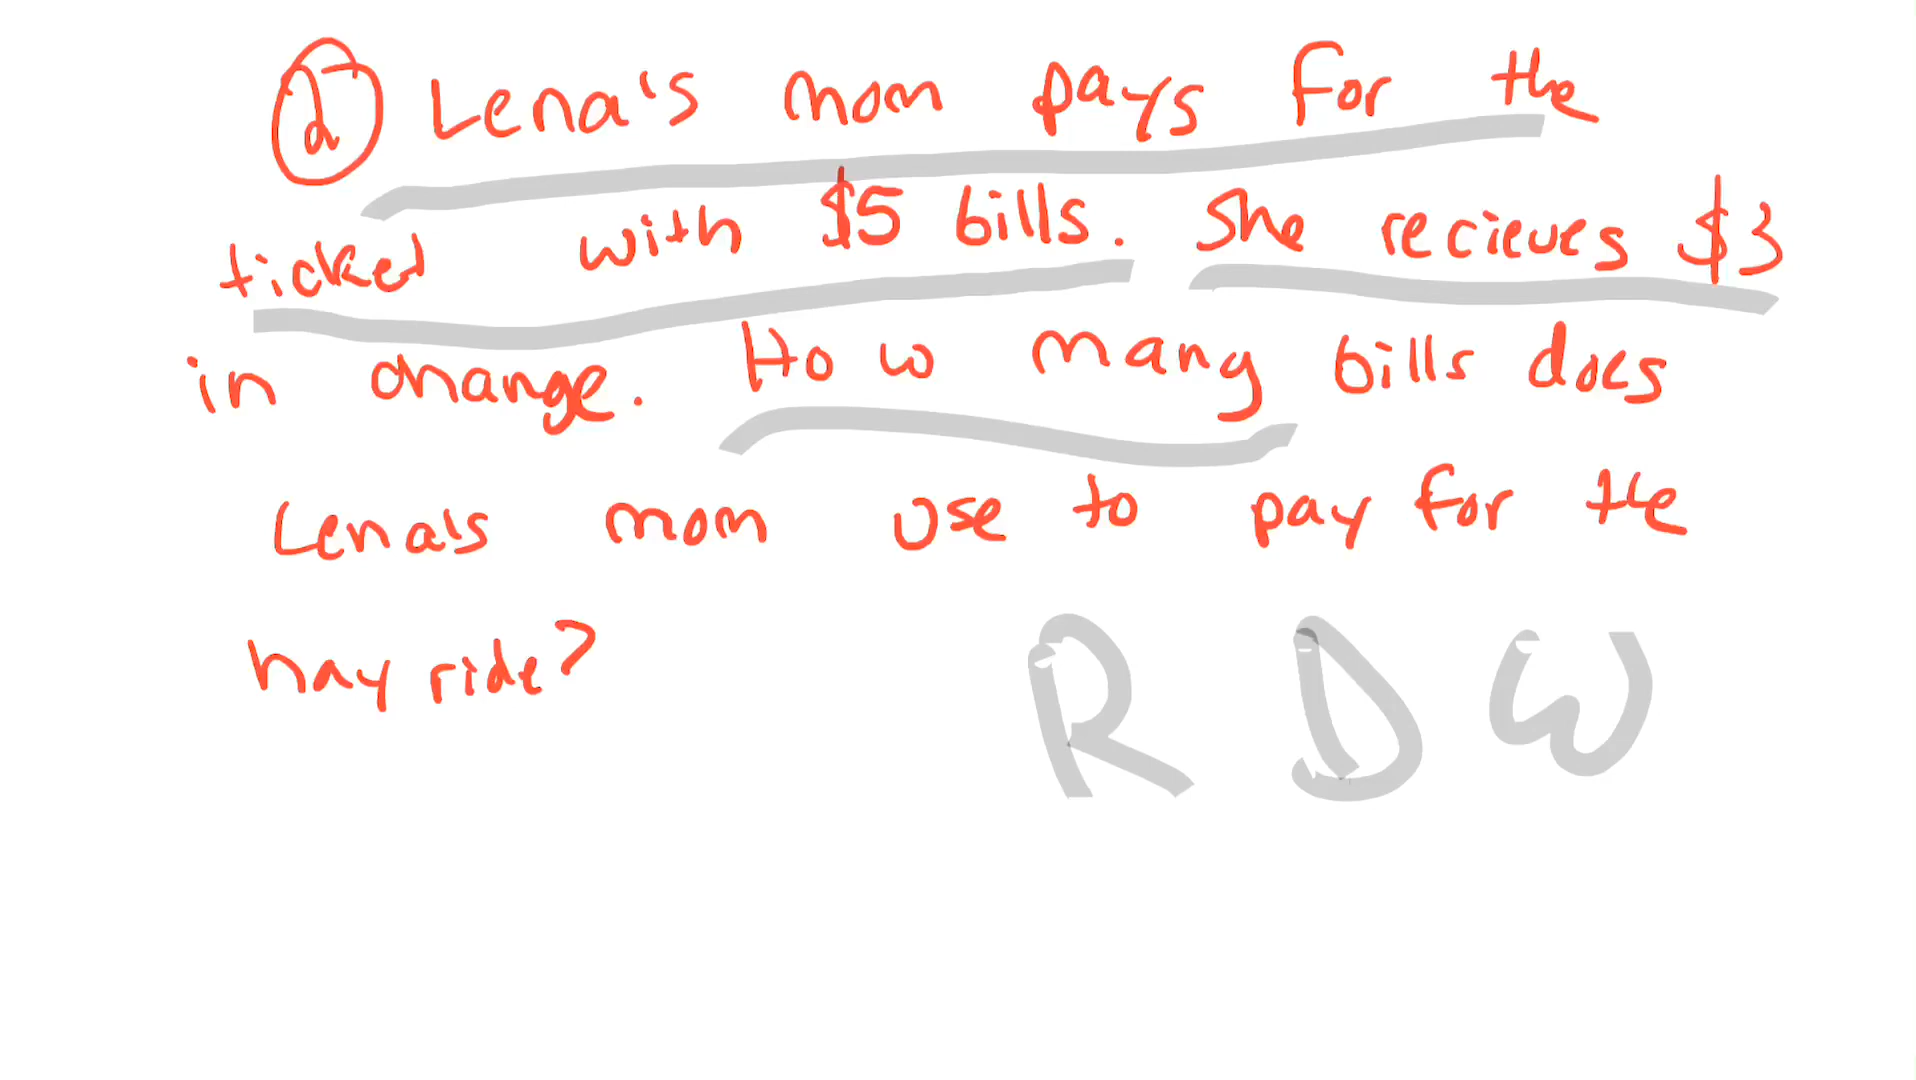 2 Lena's mom pays for the
ticket with $5 bills. She recieves $3
in change. How many bills does
Lena's mom use to pay for the
hay ride?
R D W